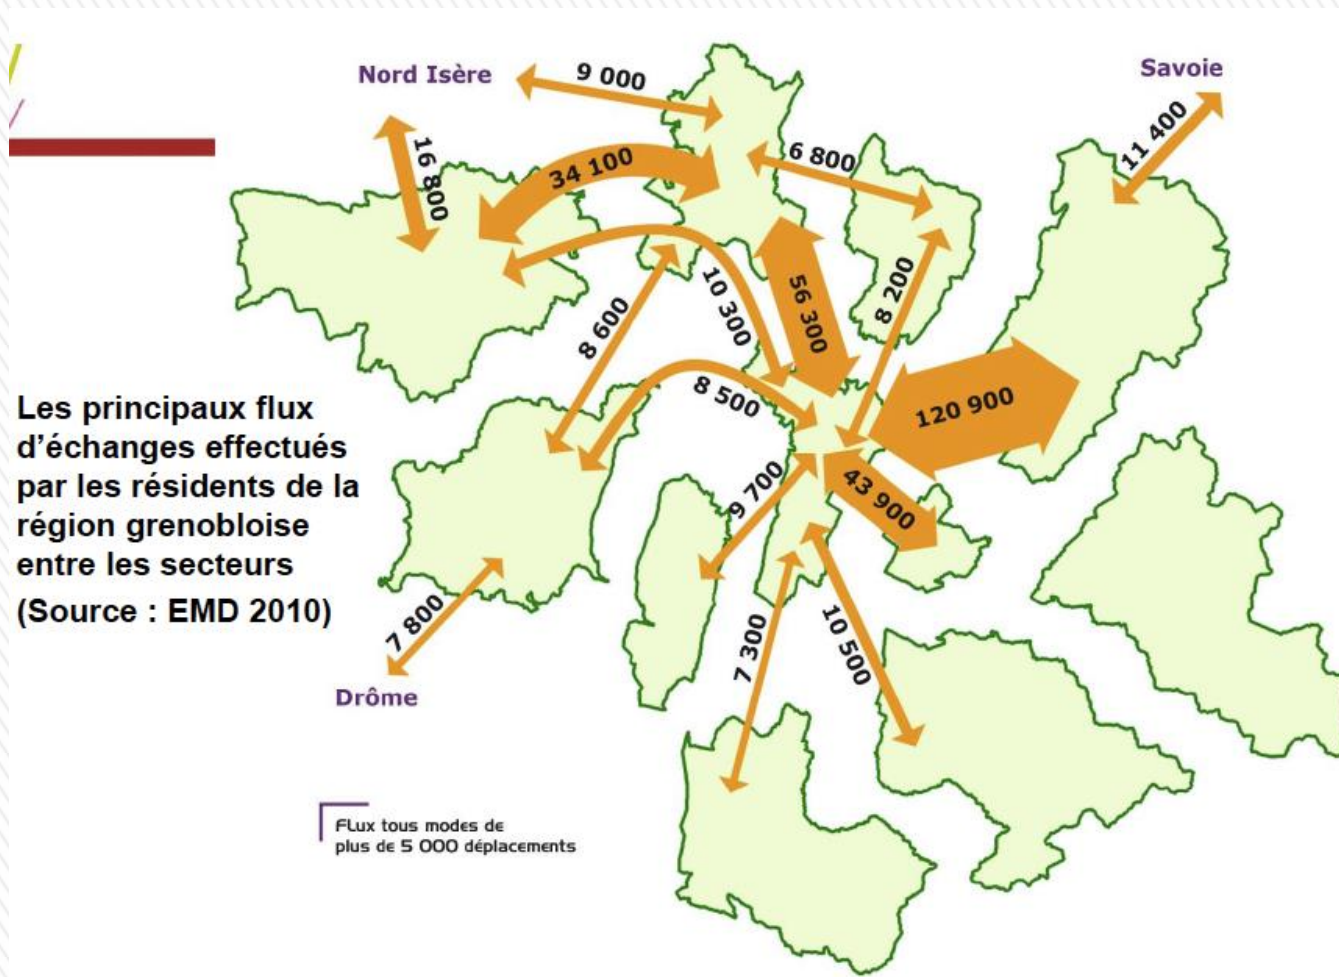 Nord Isère
9 000
Savoie
11 400
16 800
34 100
6 800
10 300
56 300
8 200
8 600
8 500
120 900
Les principaux flux
d'échanges effectués
par les résidents de la
région grenobloise
entre les secteurs
(Source : EMD 2010)
9 700
43 900
7 800
7 300
10 500
Drôme
Flux tous modes de
plus de 5 000 déplacements